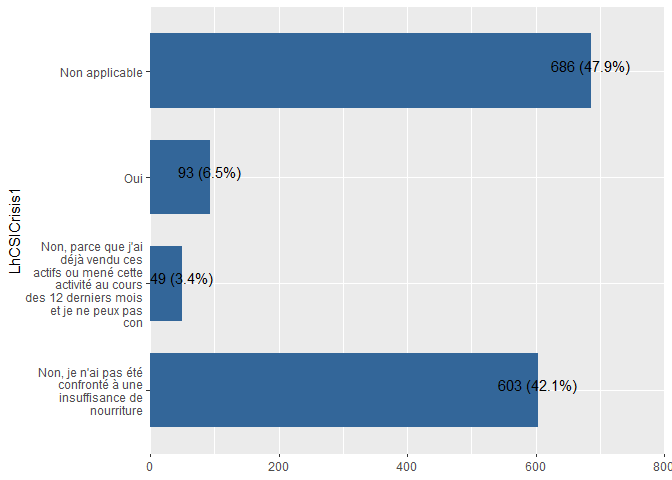 LhCSICrisis1
Non applicable
686 (47.9%)
Oui
93 (6.5%)
Non, parce que j'ai
déjà vendu ces
actifs ou mené cette
activité au cours
des 12 derniers mois
et je ne peux pas
con
49 (3.4%)
Non, je n'ai pas été
confronté à une
insuffisance de
nourriture
603 (42.1%)
0 200 400 600 800